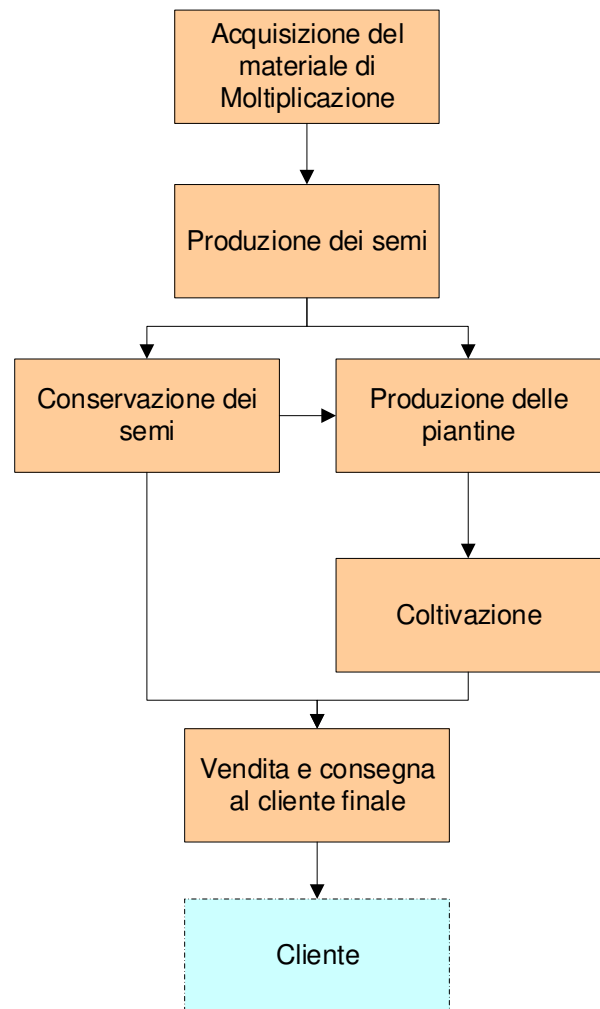 Acquisizione del
materiale di
Moltiplicazione
Produzione dei semi
Conservazione dei
semi
Produzione delle
piantine
Coltivazione
Vendita e consegna
al cliente finale
Cliente